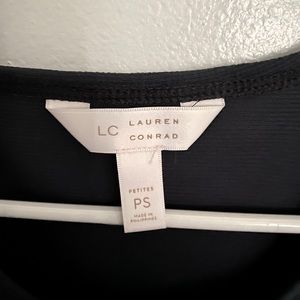 LC LAUREN
CONRAD
PETITES
PS
MADE IN
PHILIPPINES